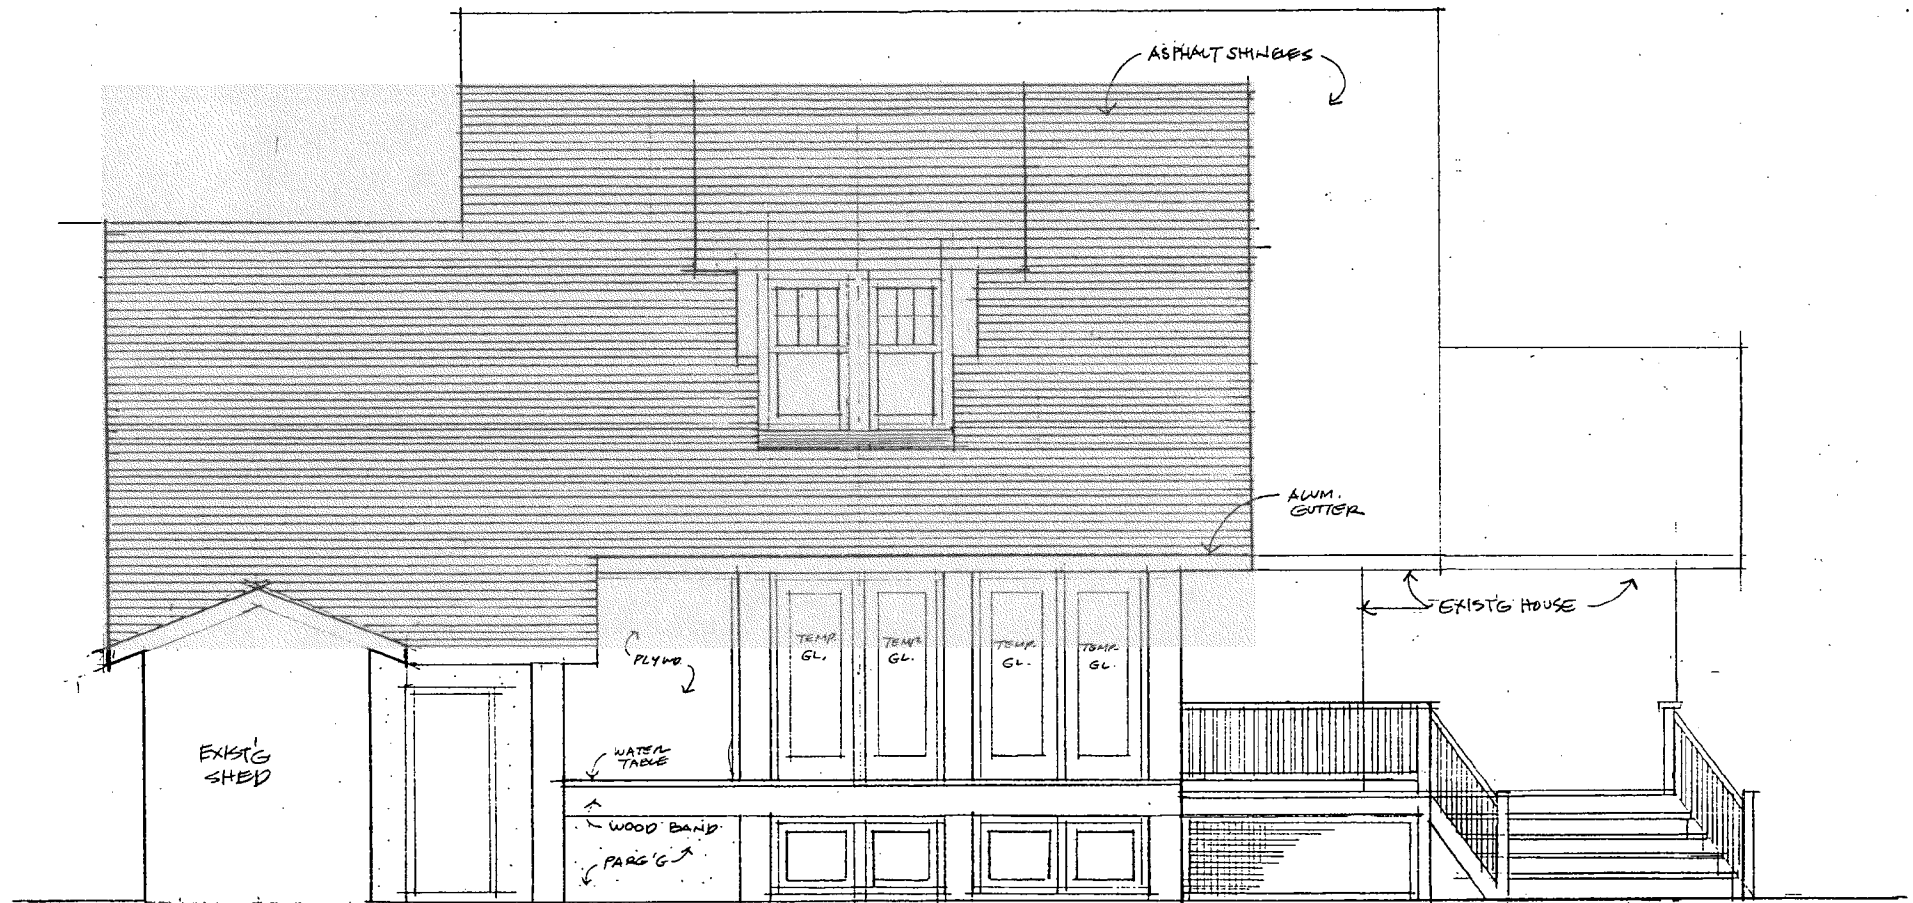 ASPHALT SHINGLES
ALUM.
GUTTER
EXIST'G HOUSE
TEMP.
GL.
TEMP.
GL.
TEMP.
GL.
TEMP.
GL.
PLYWD.
EXIST'G
SHED
WATER
TABLE
WOOD BAND
PARG'G